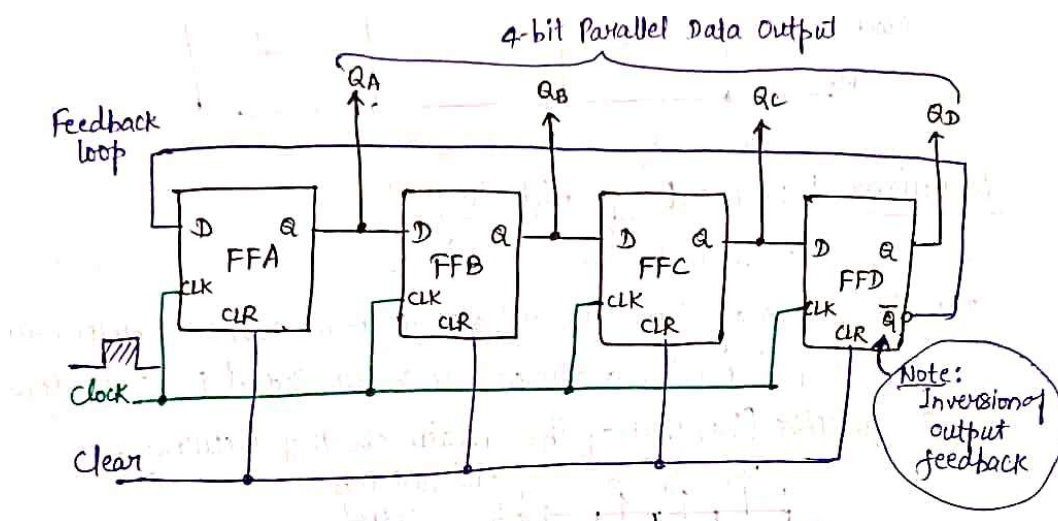 4-bit Parallel Data Output
QA
QB
QC
QD
Feedback
loop
D Q
FFA
CLK
CLR
D Q
FFB
CLK
CLR
D Q
FFC
CLK
CLR
D Q
FFD
CLK
Q̅
CLR
Clock
Clear
Note:
Inversion of
output
feedback